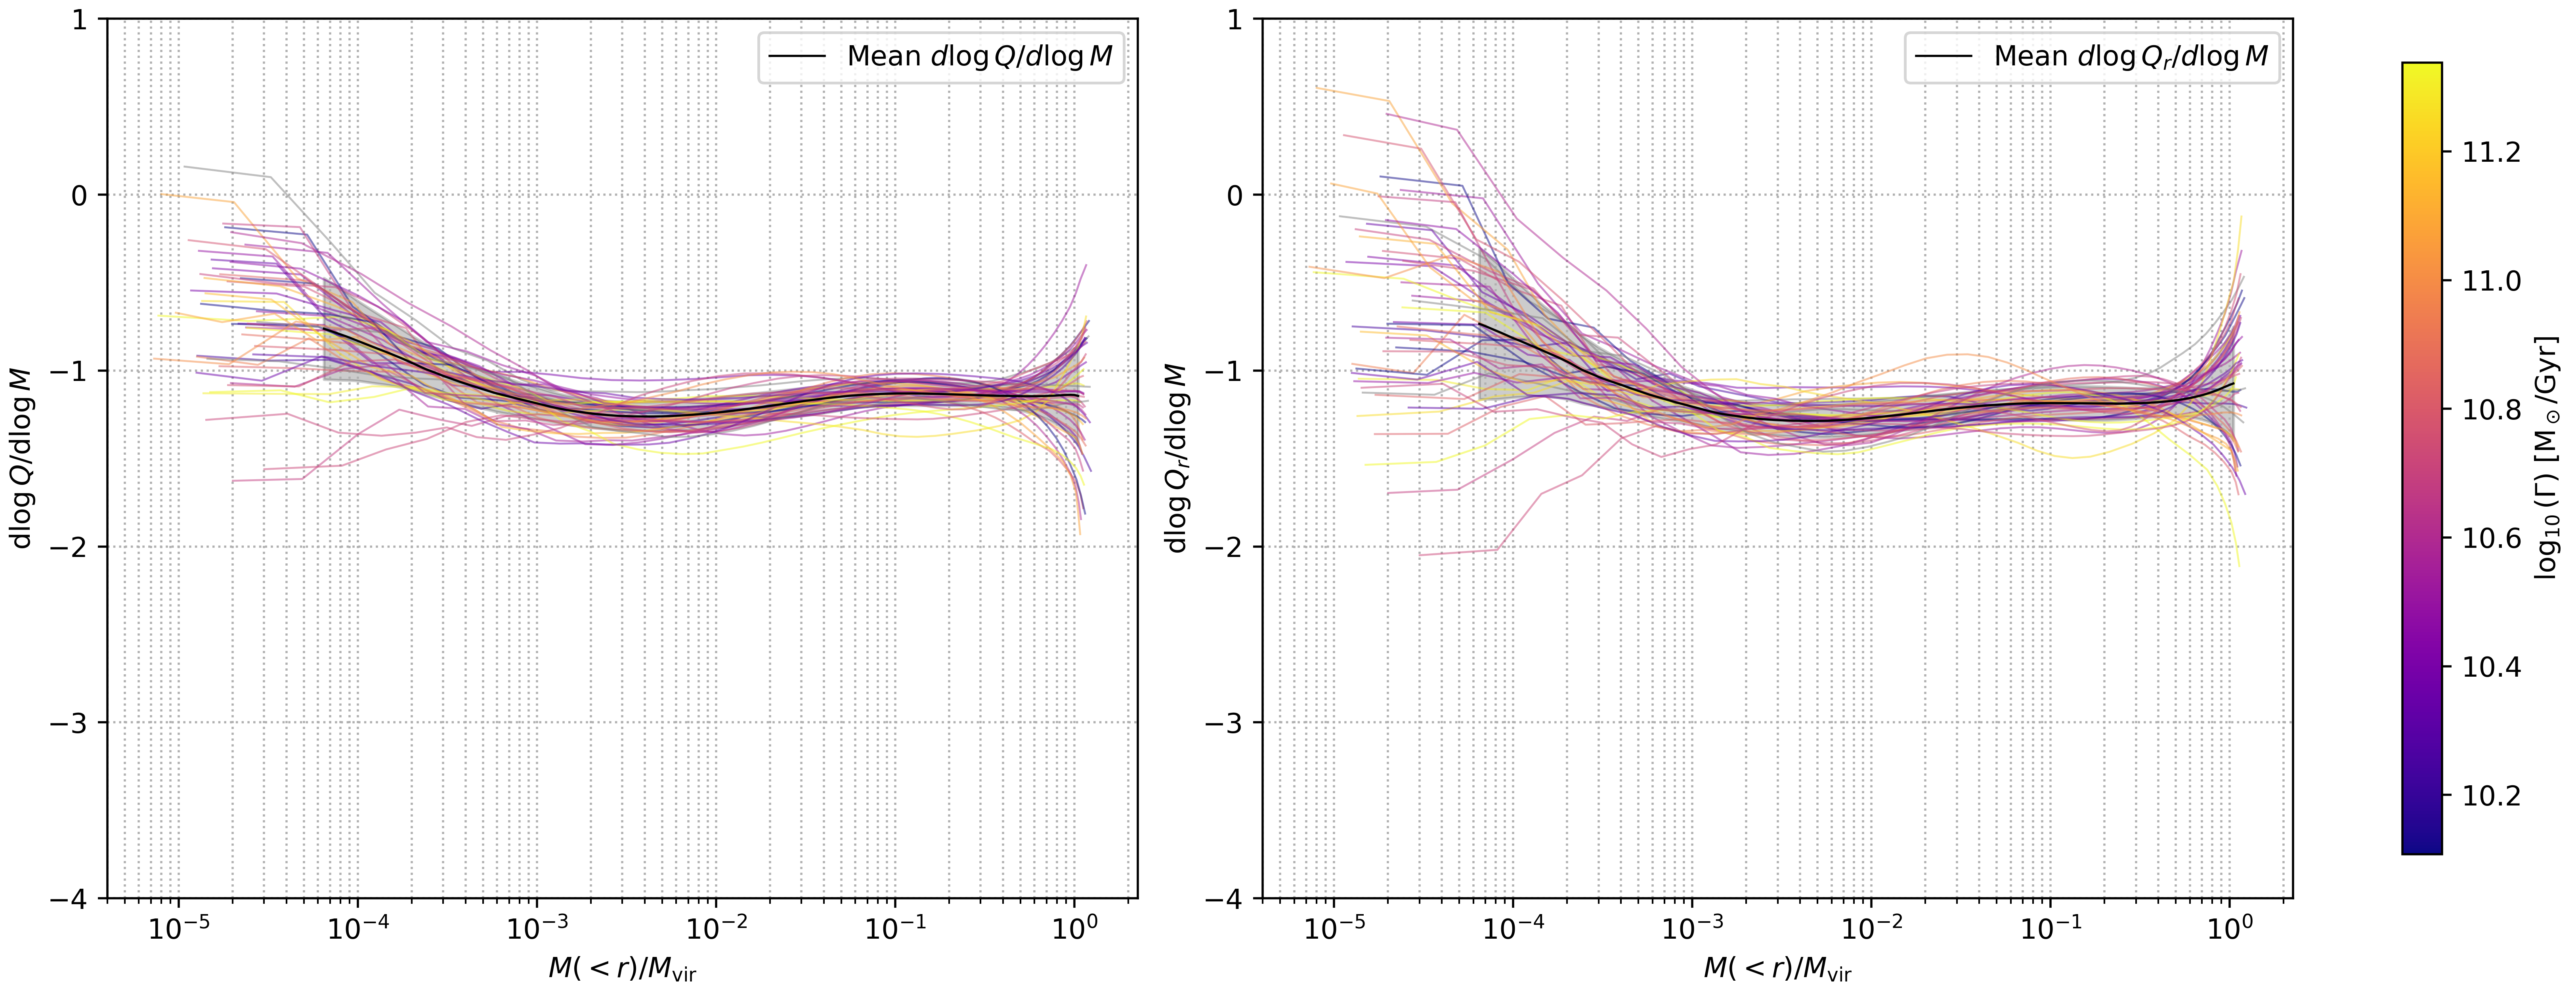 1
0
−1
−2
−3
−4
dlog Q/dlog M
Mean dlog Q/dlog M
10⁻⁵ 10⁻⁴ 10⁻³ 10⁻² 10⁻¹ 10⁰
M(< r)/M_vir
1
0
−1
−2
−3
−4
dlog Q_r/dlog M
Mean dlog Q_r/dlog M
10⁻⁵ 10⁻⁴ 10⁻³ 10⁻² 10⁻¹ 10⁰
M(< r)/M_vir
11.2
11.0
10.8
10.6
10.4
10.2
log₁₀(Γ) [M_⊙/Gyr]